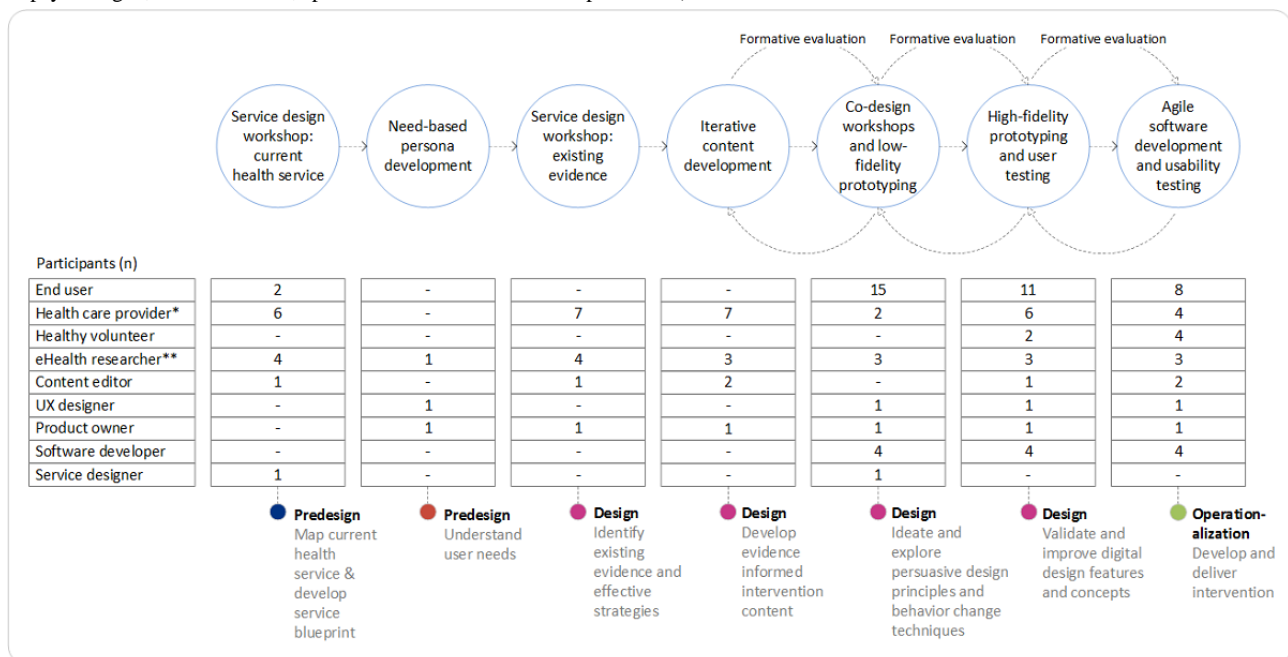 Formative evaluation Formative evaluation Formative evaluation
Service design
workshop:
current
health service
Need-based
persona
development
Service design
workshop:
existing
evidence
Iterative
content
development
Co-design
workshops
and low-
fidelity
prototyping
High-fidelity
prototyping
and user
testing
Agile
software
development
and usability
testing
Participants (n)
End user 2 - - - 15 11 8
Health care provider* 6 - 7 7 2 6 4
Healthy volunteer - - - - - 2 4
eHealth researcher** 4 1 4 3 3 3 3
Content editor 1 - 1 2 - 1 2
UX designer - 1 - - 1 1 1
Product owner - 1 1 1 1 1 1
Software developer - - - - 4 4 4
Service designer 1 - - - 1 - -
Predesign
Map current
health
service &
develop
service
blueprint
Predesign
Understand
user needs
Design
Identify
existing
evidence and
effective
strategies
Design
Develop
evidence
informed
intervention
content
Design
Ideate and
explore
persuasive design
principles and
behavior change
techniques
Design
Validate and
improve digital
design features
and concepts
Operation-
alization
Develop and
deliver
intervention